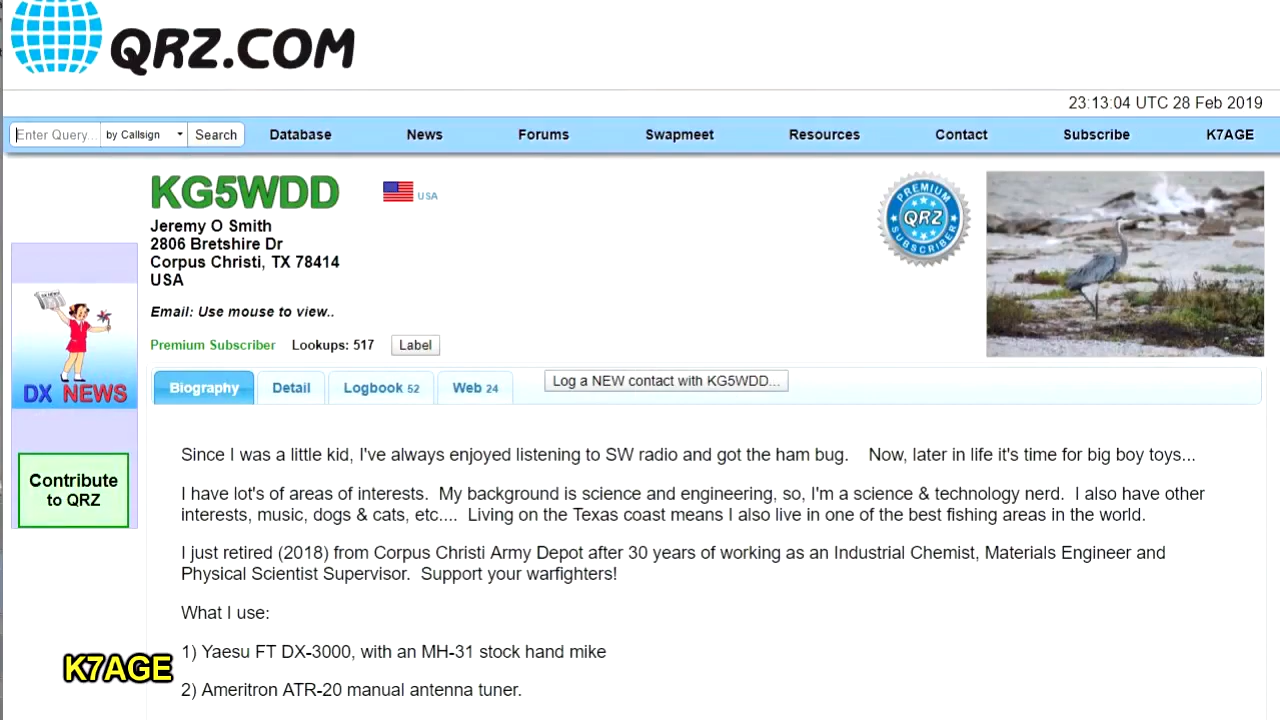 QRZ.COM
23:13:04 UTC 28 Feb 2019
Enter Query... by Callsign Search Database News Forums Swapmeet Resources Contact Subscribe K7AGE
KG5WDD USA
Jeremy O Smith
2806 Bretshire Dr
Corpus Christi, TX 78414
USA
Email: Use mouse to view..
Premium Subscriber Lookups: 517 Label
PREMIUM
QRZ
SUBSCRIBER
DX NEWS
Contribute
to QRZ
Biography Detail Logbook 52 Web 24 Log a NEW contact with KG5WDD...
Since I was a little kid, I've always enjoyed listening to SW radio and got the ham bug. Now, later in life it's time for big boy toys...
I have lot's of areas of interests. My background is science and engineering, so, I'm a science & technology nerd. I also have other
interests, music, dogs & cats, etc.... Living on the Texas coast means I also live in one of the best fishing areas in the world.
I just retired (2018) from Corpus Christi Army Depot after 30 years of working as an Industrial Chemist, Materials Engineer and
Physical Scientist Supervisor. Support your warfighters!
What I use:
1) Yaesu FT DX-3000, with an MH-31 stock hand mike
K7AGE
2) Ameritron ATR-20 manual antenna tuner.